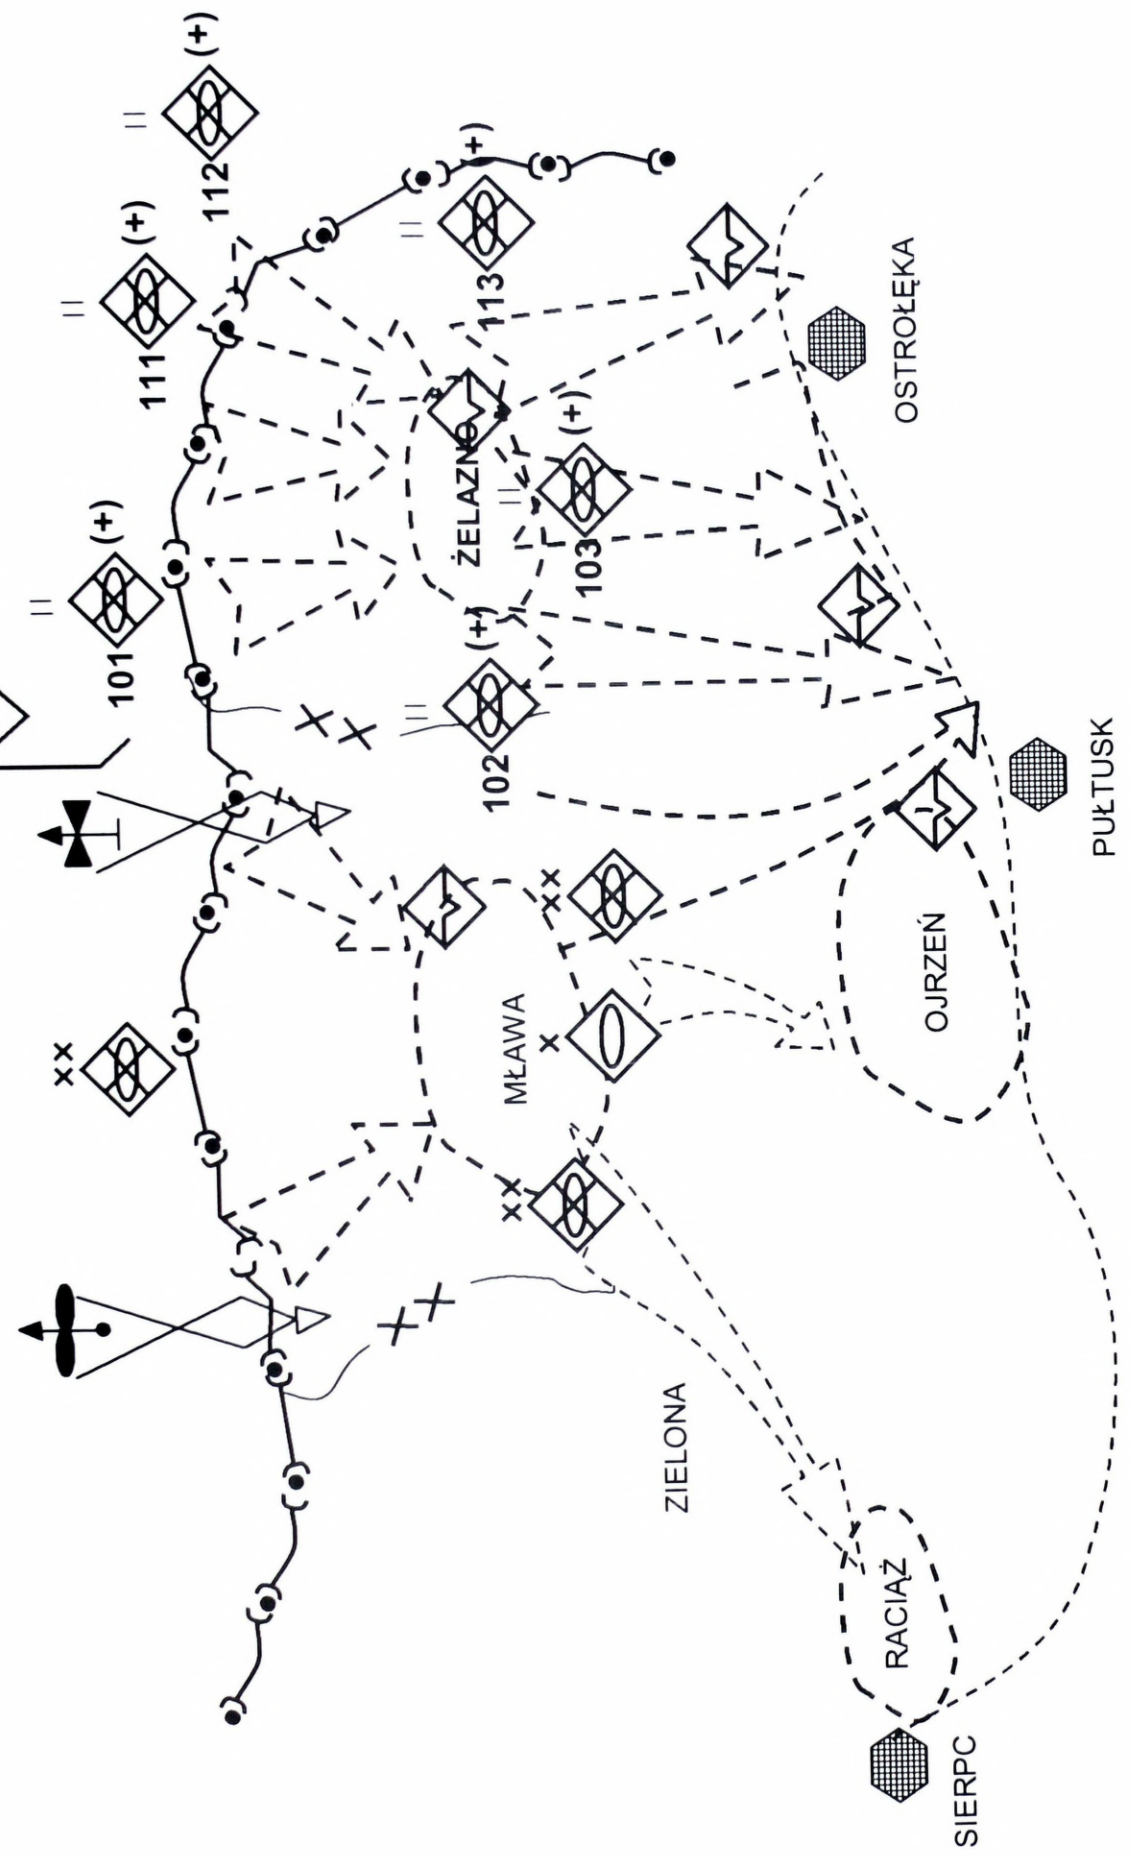 112
(+)
111
(+)
101
(+)
113
(+)
ŻELAZNO
103
(+)
102
(+)
MŁAWA
OSTROŁĘKA
PUŁTUSK
OJRZEŃ
ZIELONA
RACIĄŻ
SIERPC